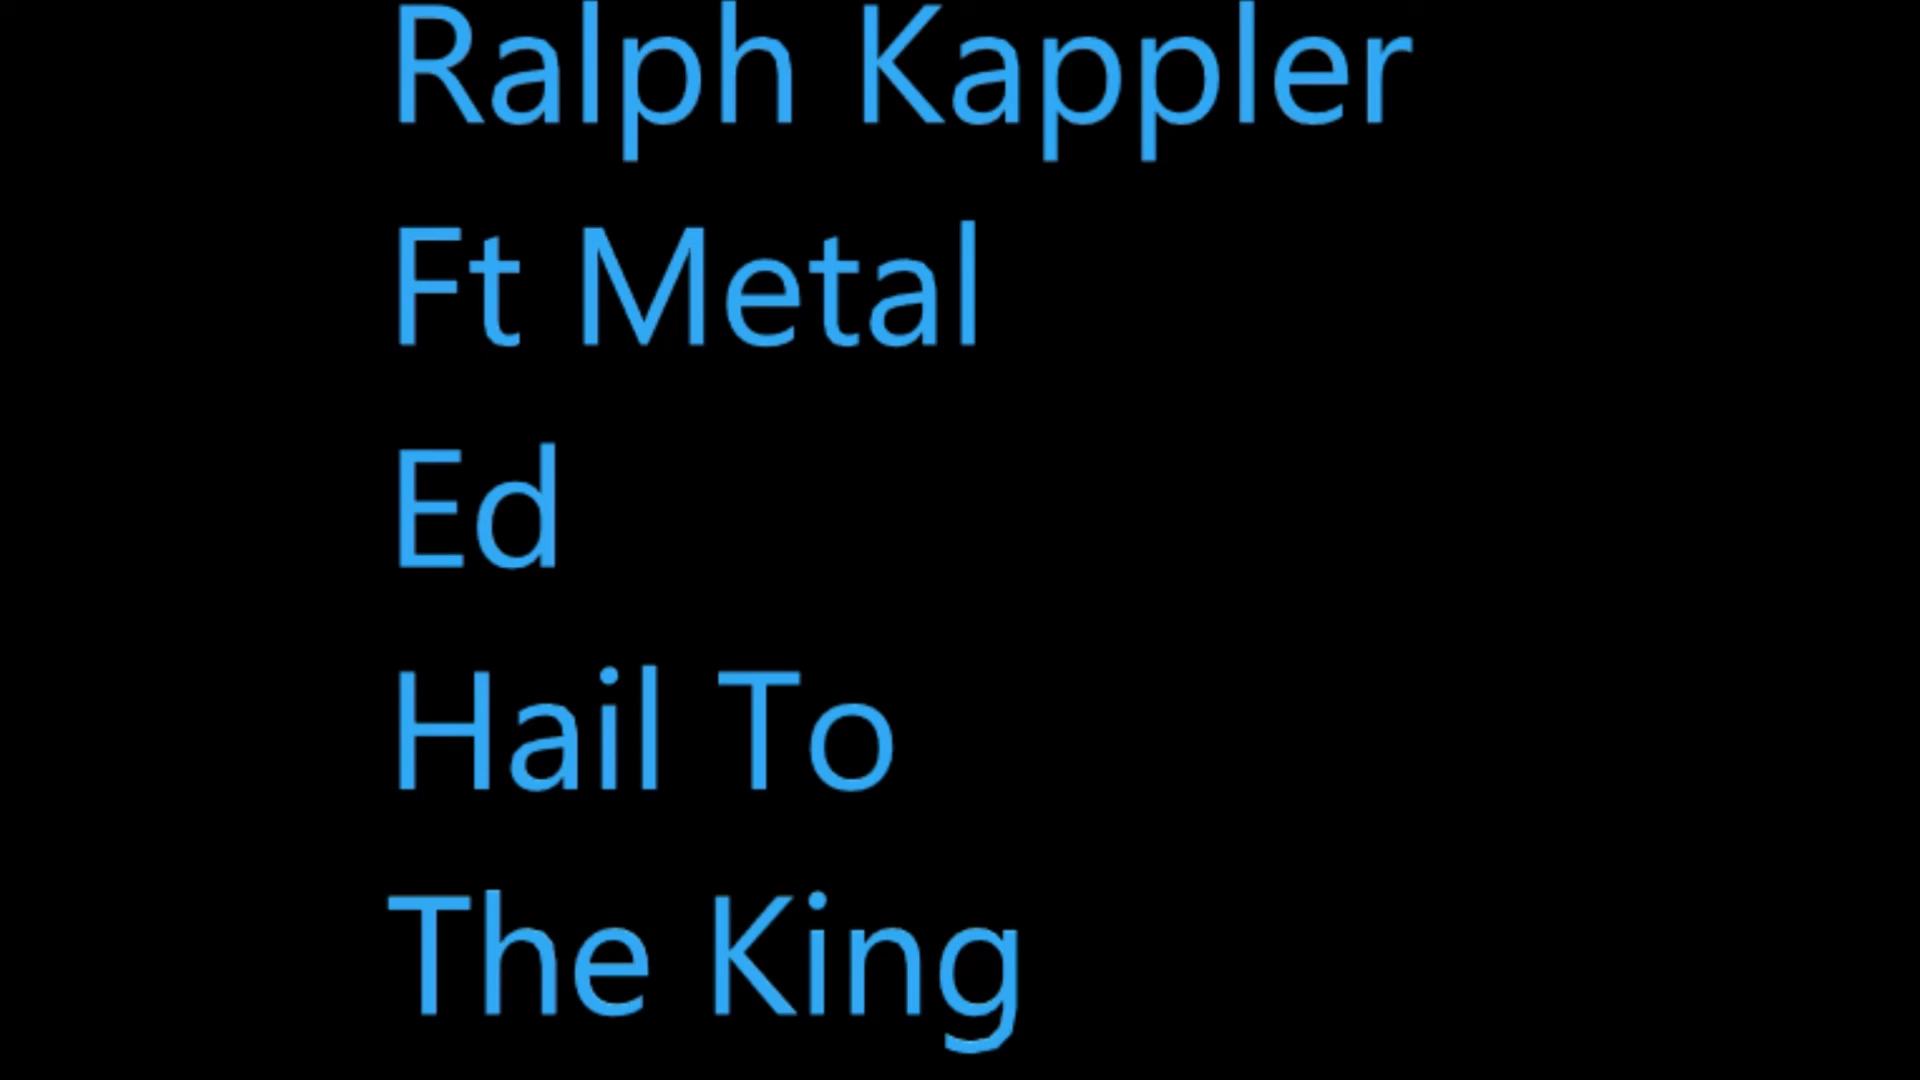 Ralph Kappler
Ft Metal
Ed
Hail To
The King